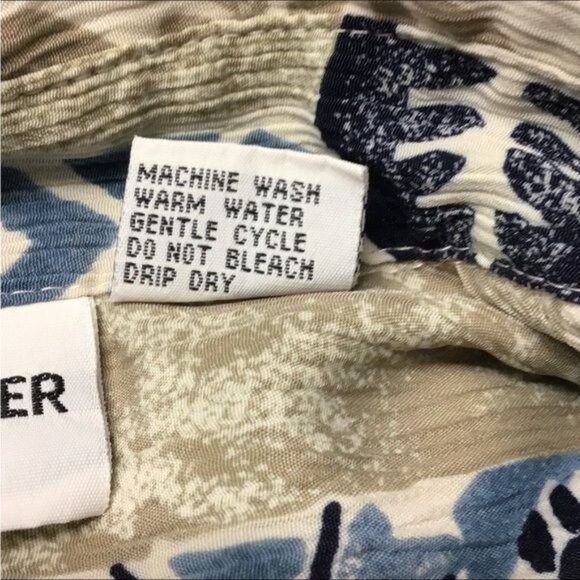 MACHINE WASH
WARM WATER
GENTLE CYCLE
DO NOT BLEACH
DRIP DRY
ER